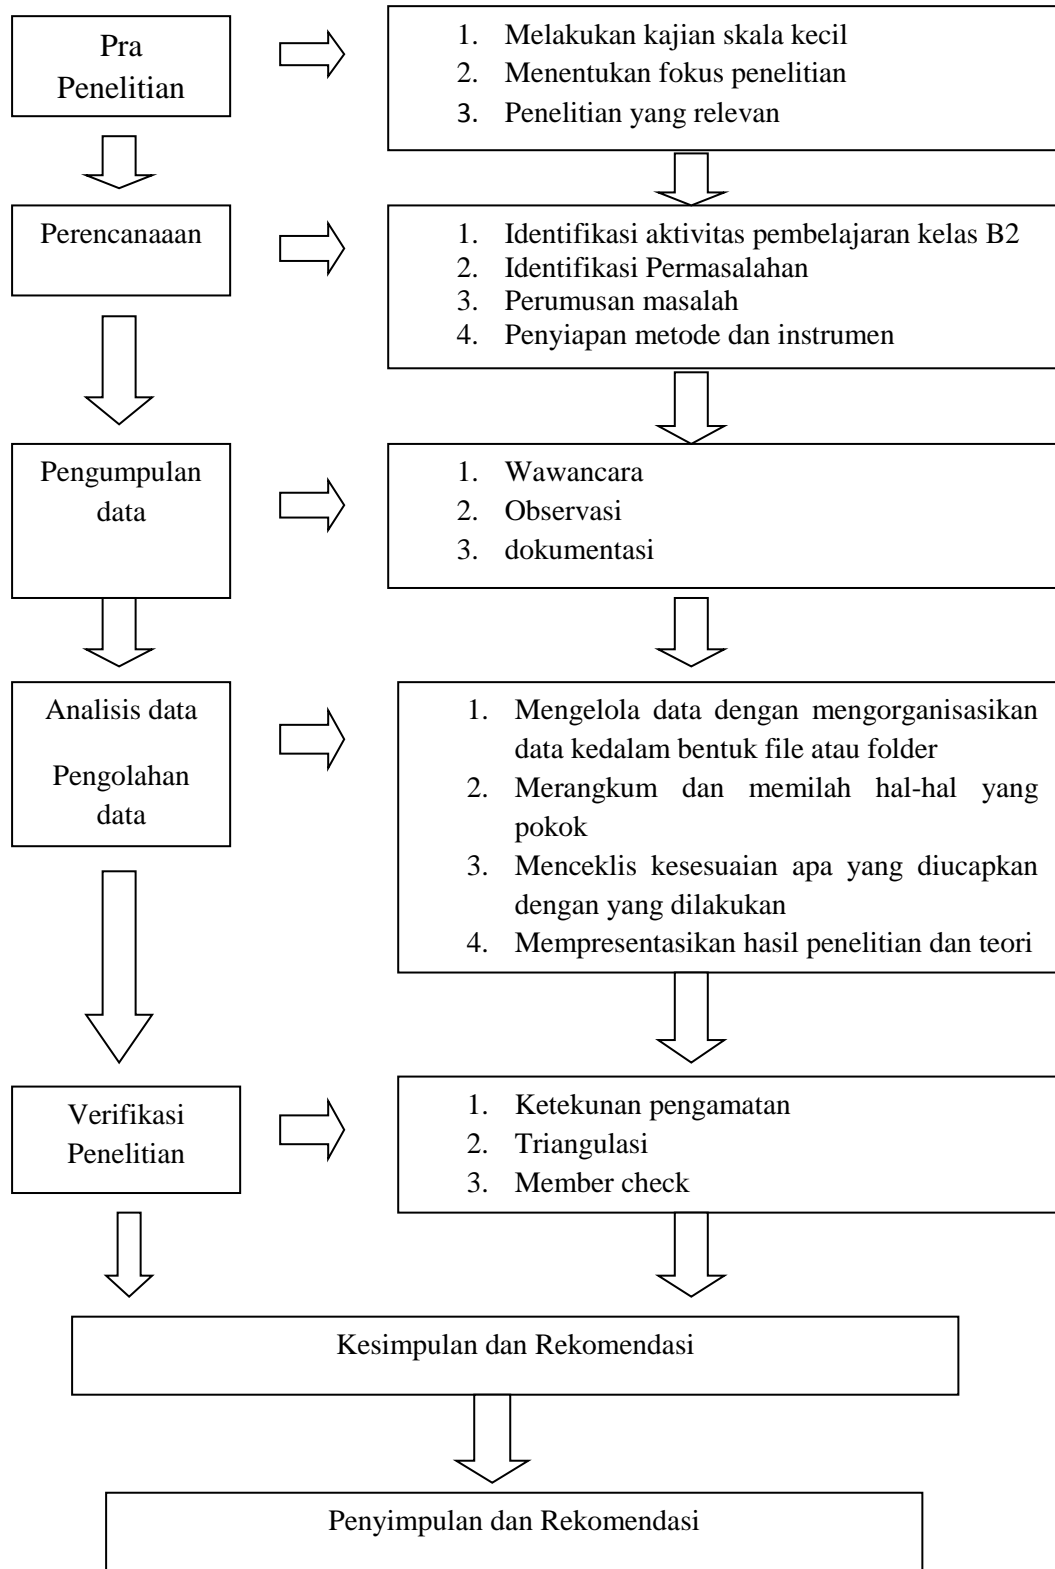 Pra
Penelitian
1. Melakukan kajian skala kecil
2. Menentukan fokus penelitian
3. Penelitian yang relevan
Perencanaaan
1. Identifikasi aktivitas pembelajaran kelas B2
2. Identifikasi Permasalahan
3. Perumusan masalah
4. Penyiapan metode dan instrumen
Pengumpulan
data
1. Wawancara
2. Observasi
3. dokumentasi
Analisis data
Pengolahan
data
1. Mengelola data dengan mengorganisasikan
data kedalam bentuk file atau folder
2. Merangkum dan memilah hal-hal yang
pokok
3. Menceklis kesesuaian apa yang diucapkan
dengan yang dilakukan
4. Mempresentasikan hasil penelitian dan teori
Verifikasi
Penelitian
1. Ketekunan pengamatan
2. Triangulasi
3. Member check
Kesimpulan dan Rekomendasi
Penyimpulan dan Rekomendasi